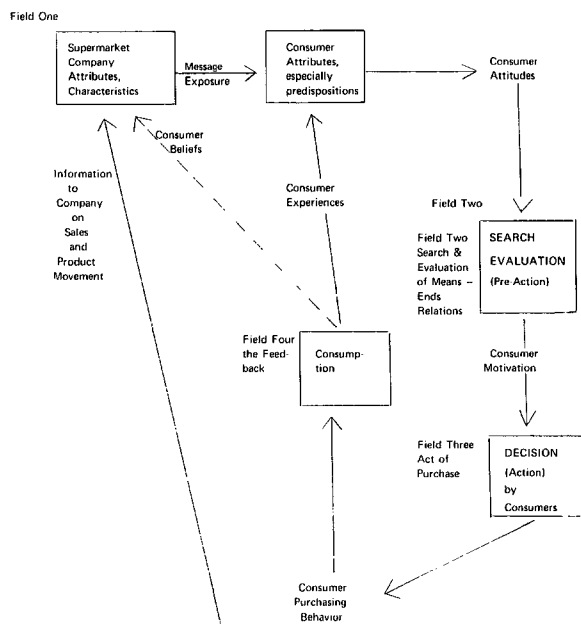 Field One
Supermarket
Company
Attributes,
Characteristics
Message
Exposure
Consumer
Attributes,
especially
predispositions
Consumer
Attitudes
Consumer
Beliefs
Information
to
Company
on
Sales
and
Product
Movement
Consumer
Experiences
Field Two
Field Two
Search &
Evaluation
of Means –
Ends
Relations
SEARCH
EVALUATION
(Pre-Action)
Field Four
the Feed-
back
Consump-
tion
Consumer
Motivation
Field Three
Act of
Purchase
DECISION
(Action)
by
Consumers
Consumer
Purchasing
Behavior